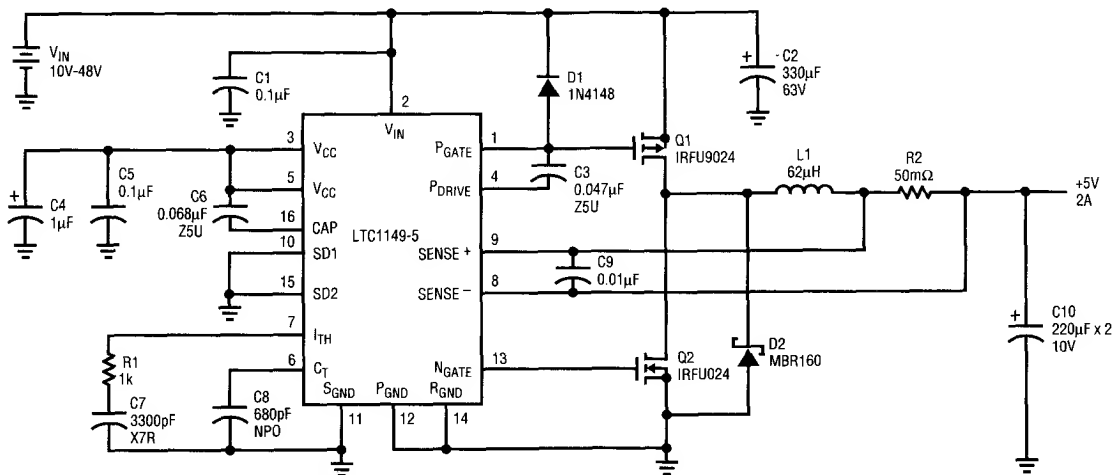 VIN
10V-48V
C1
0.1µF
2
VIN
D1
1N4148
C2
330µF
63V
3
VCC
5
VCC
16
CAP
10
SD1
15
SD2
7
ITH
6
CT
LTC1149-5
PGATE
1
PDRIVE
4
SENSE+
9
SENSE−
8
NGATE
13
SGND
11
PGND
12
RGND
14
C4
1µF
C5
0.1µF
C6
0.068µF
Z5U
R1
1k
C7
3300pF
X7R
C8
680pF
NPO
C3
0.047µF
Z5U
Q1
IRFU9024
L1
62µH
R2
50mΩ
+5V
2A
C9
0.01µF
Q2
IRFU024
D2
MBR160
C10
220µF x 2
10V